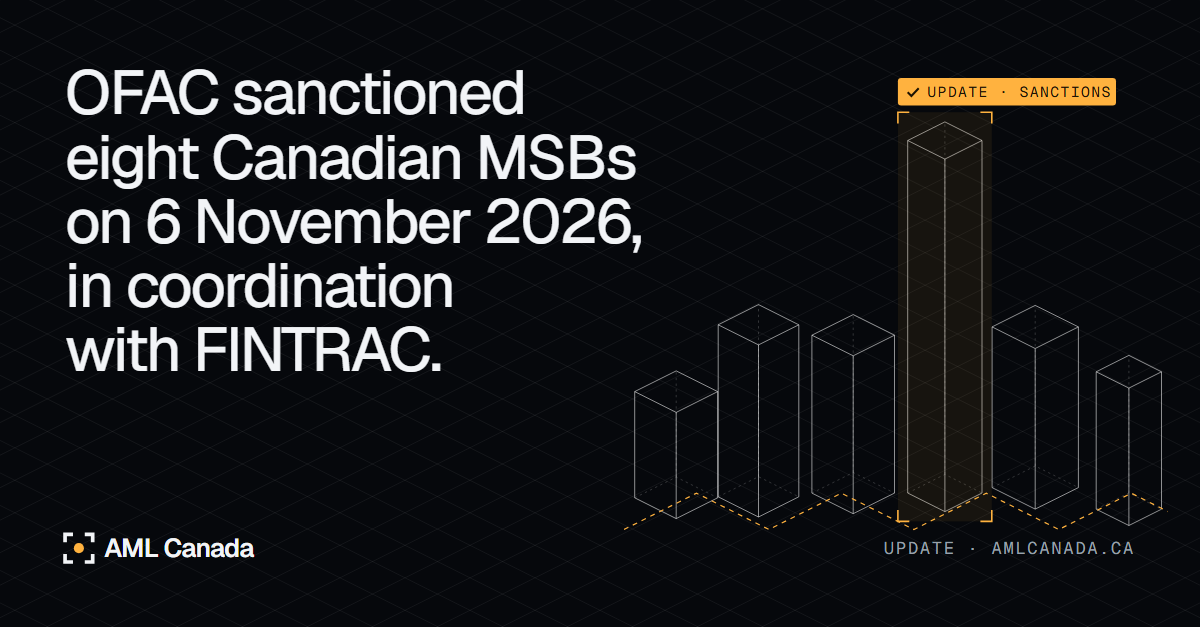 OFAC sanctioned
eight Canadian MSBs
on 6 November 2026,
in coordination
with FINTRAC.
✓ UPDATE · SANCTIONS
AML Canada
UPDATE · AMLCANADA.CA